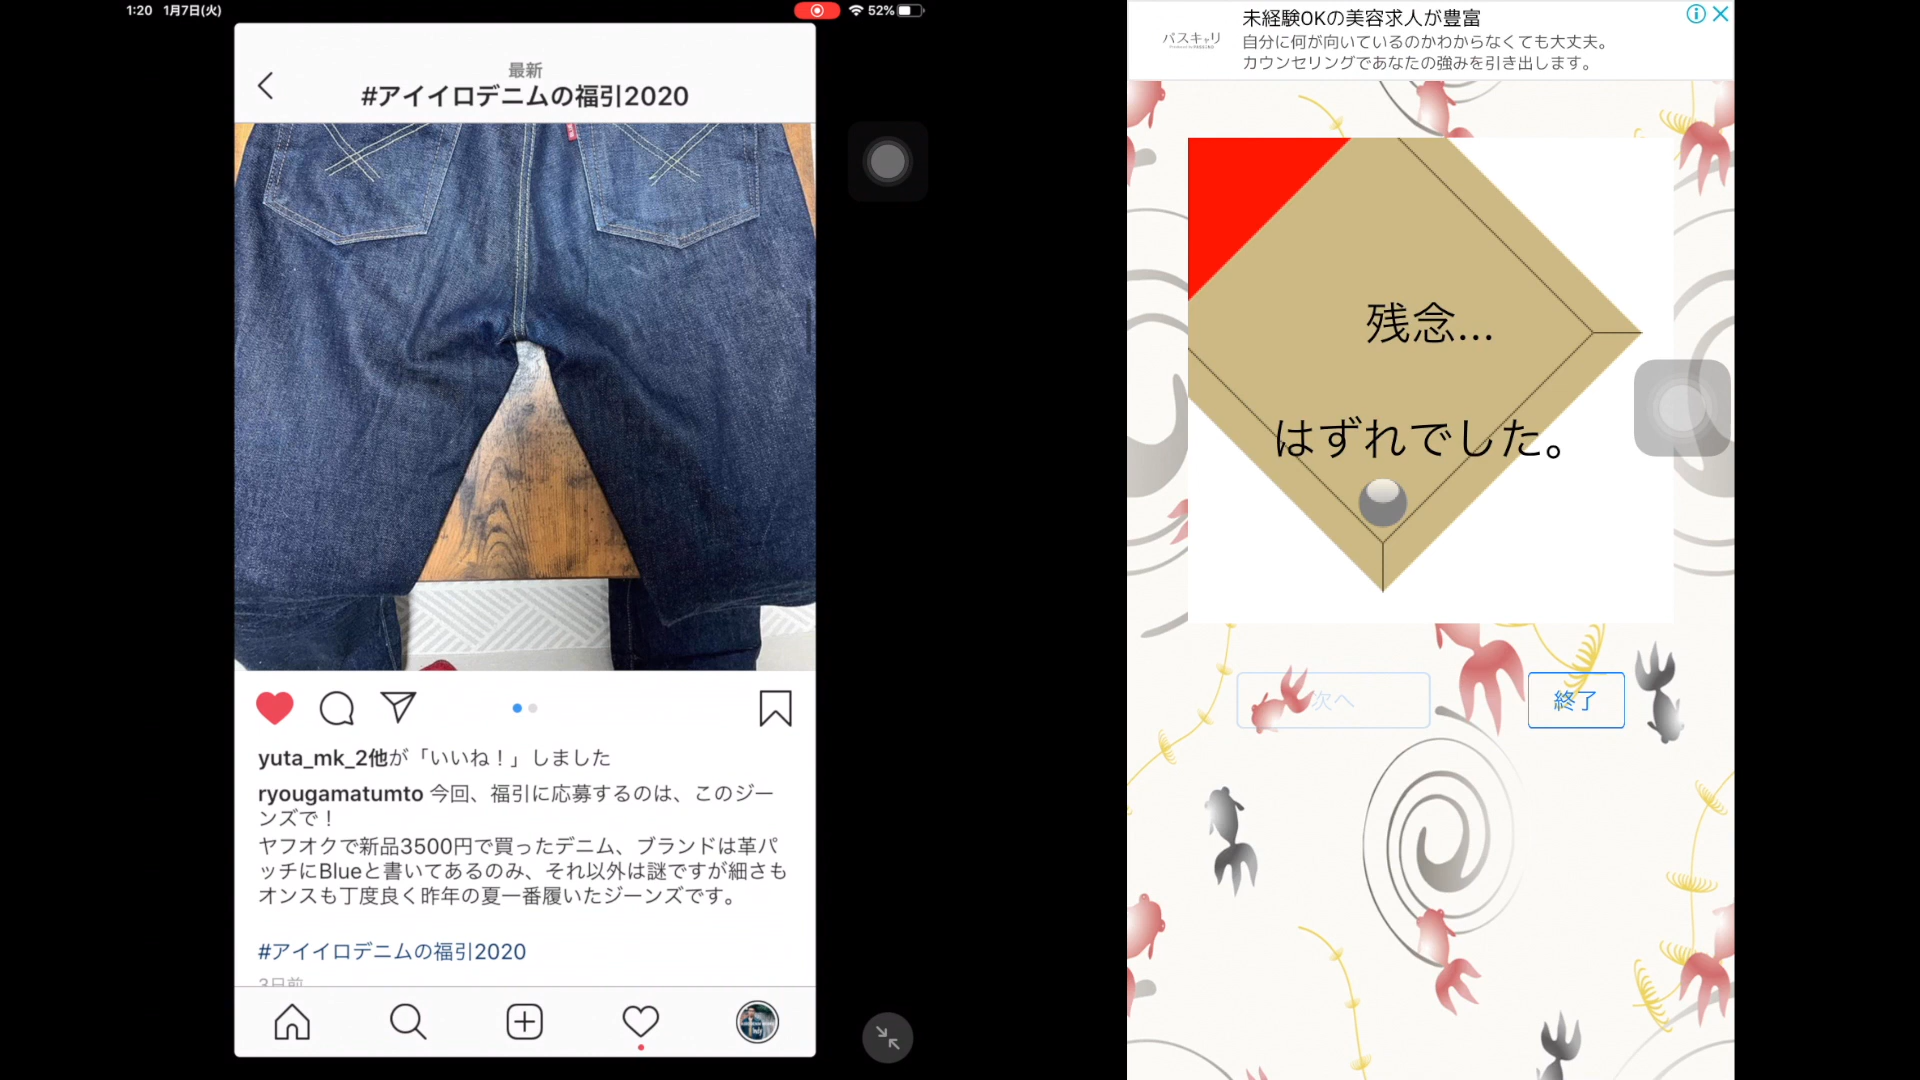 1:20 1月7日(火)
52%
最新
#アイイロデニムの福引2020
yuta_mk_2他が「いいね！」しました
ryougamatumto 今回、福引に応募するのは、このジー
ンズで！
ヤフオクで新品3500円で買ったデニム、ブランドは革パ
ッチにBlueと書いてあるのみ、それ以外は謎ですが細さも
オンスも丁度良く昨年の夏一番履いたジーンズです。
#アイイロデニムの福引2020
3日前
パスキャリ
未経験OKの美容求人が豊富
自分に何が向いているのかわからなくても大丈夫。
カウンセリングであなたの強みを引き出します。
残念...
はずれでした。
次へ
終了